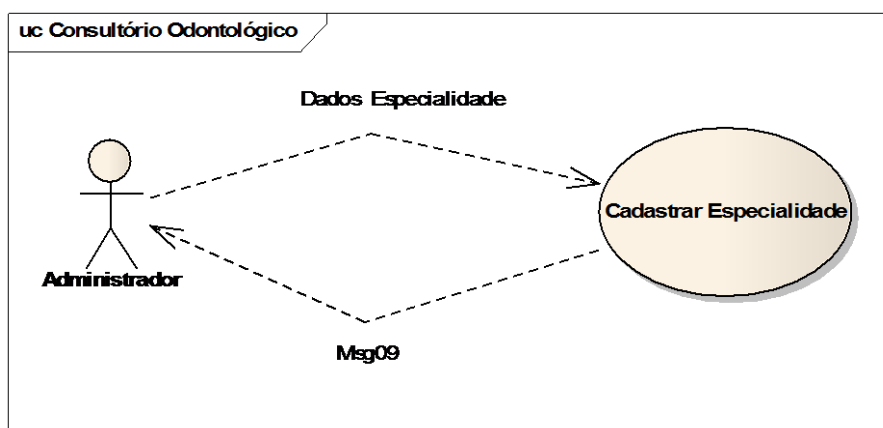 uc Consultório Odontológico
Dados Especialidade
Cadastrar Especialidade
Administrador
Msg09